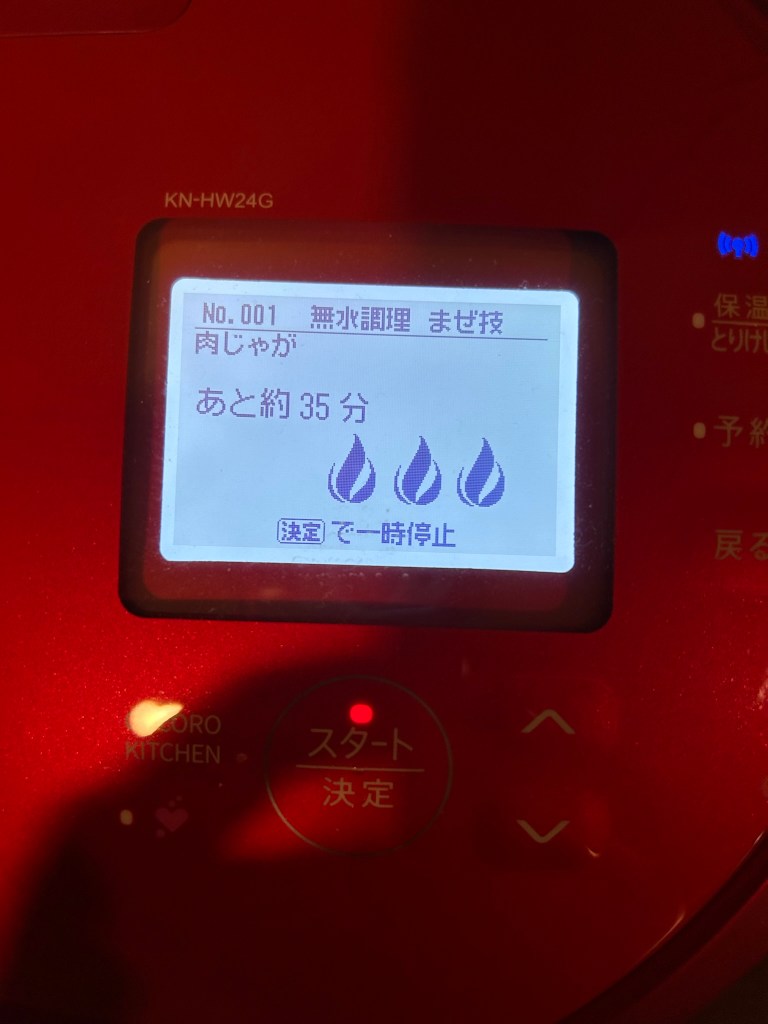 KN-HW24G
No.001 無水調理 まぜ技
肉じゃが
あと約 35 分
決定 で一時停止
保温
予約
戻る
KITCHEN
スタート
決定